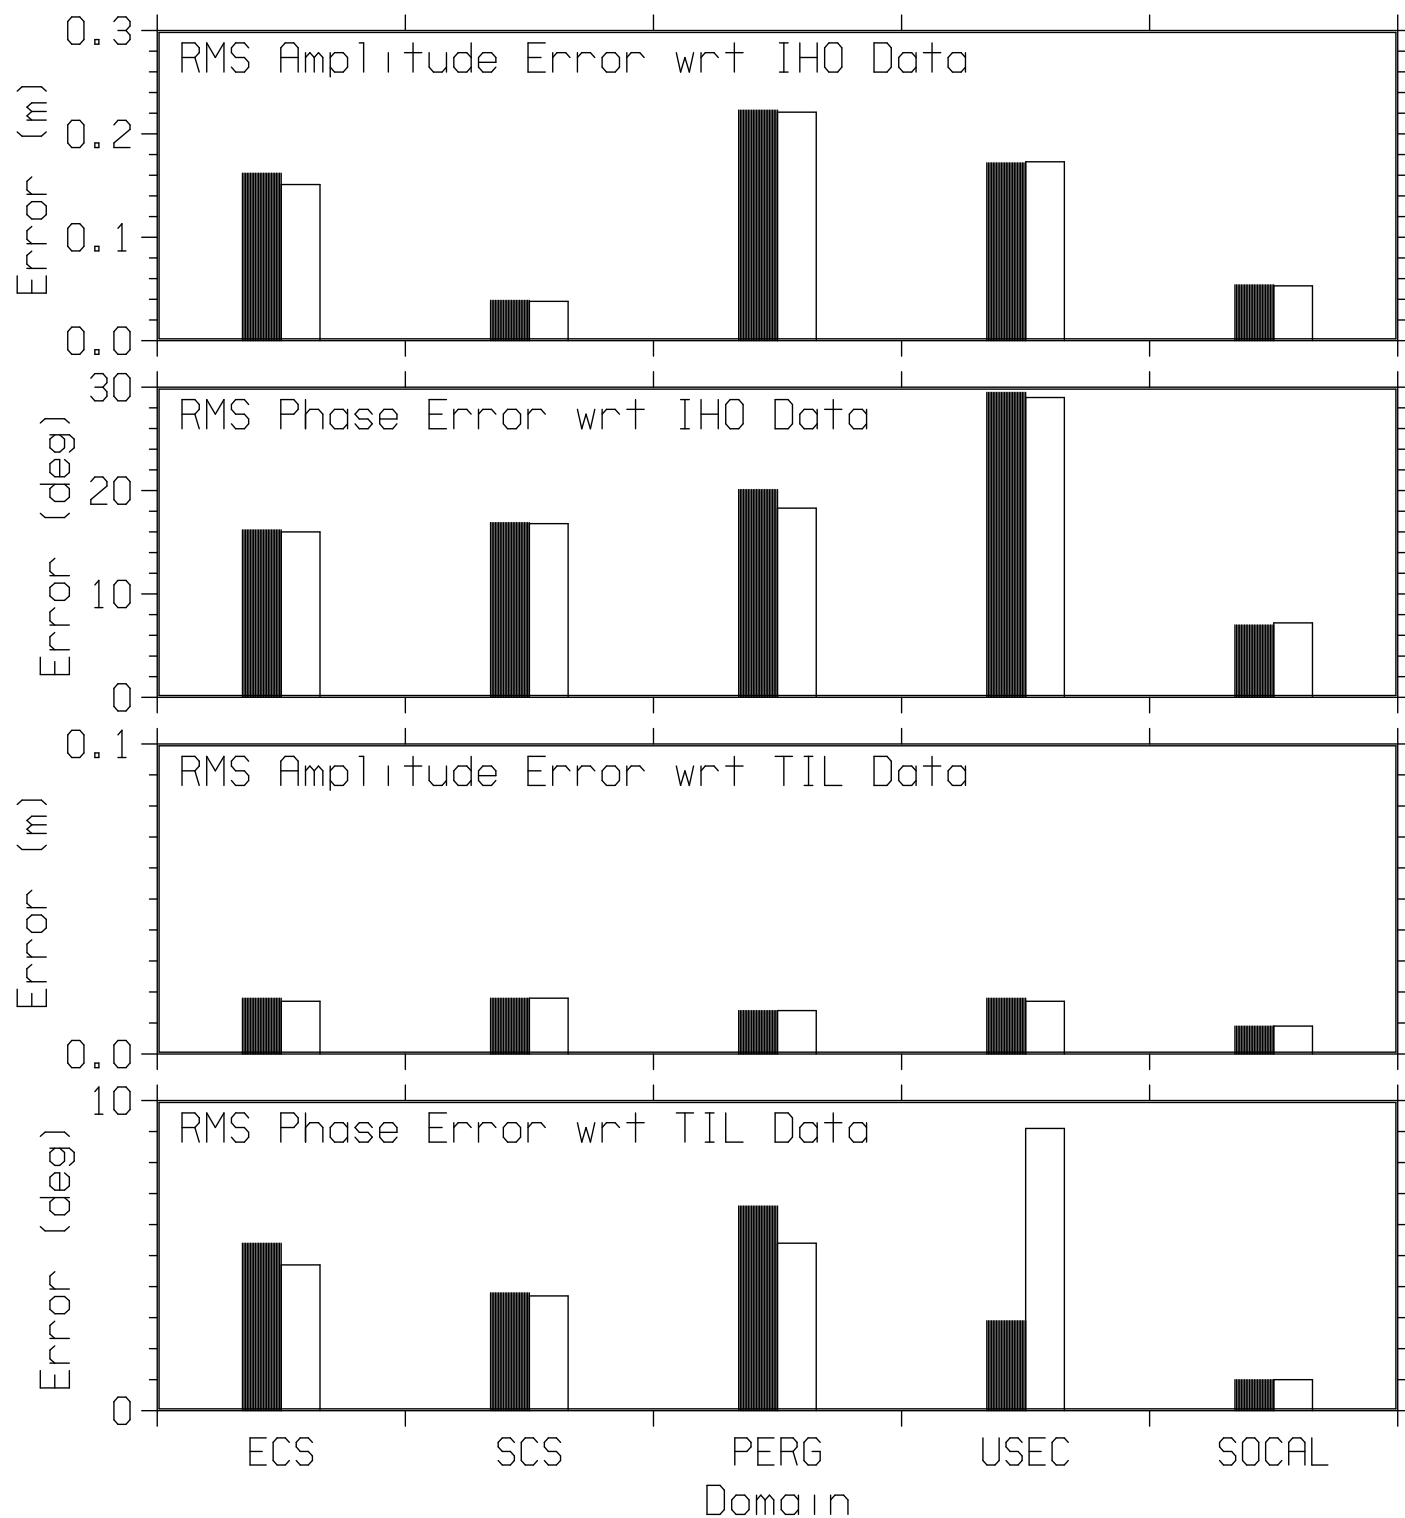 RMS Amplitude Error wrt IHO Data
0.3
0.2
0.1
0.0
Error (m)
RMS Phase Error wrt IHO Data
30
20
10
0
Error (deg)
RMS Amplitude Error wrt TIL Data
0.1
0.0
Error (m)
RMS Phase Error wrt TIL Data
10
0
Error (deg)
ECS SCS PERG USEC SOCAL
Domain